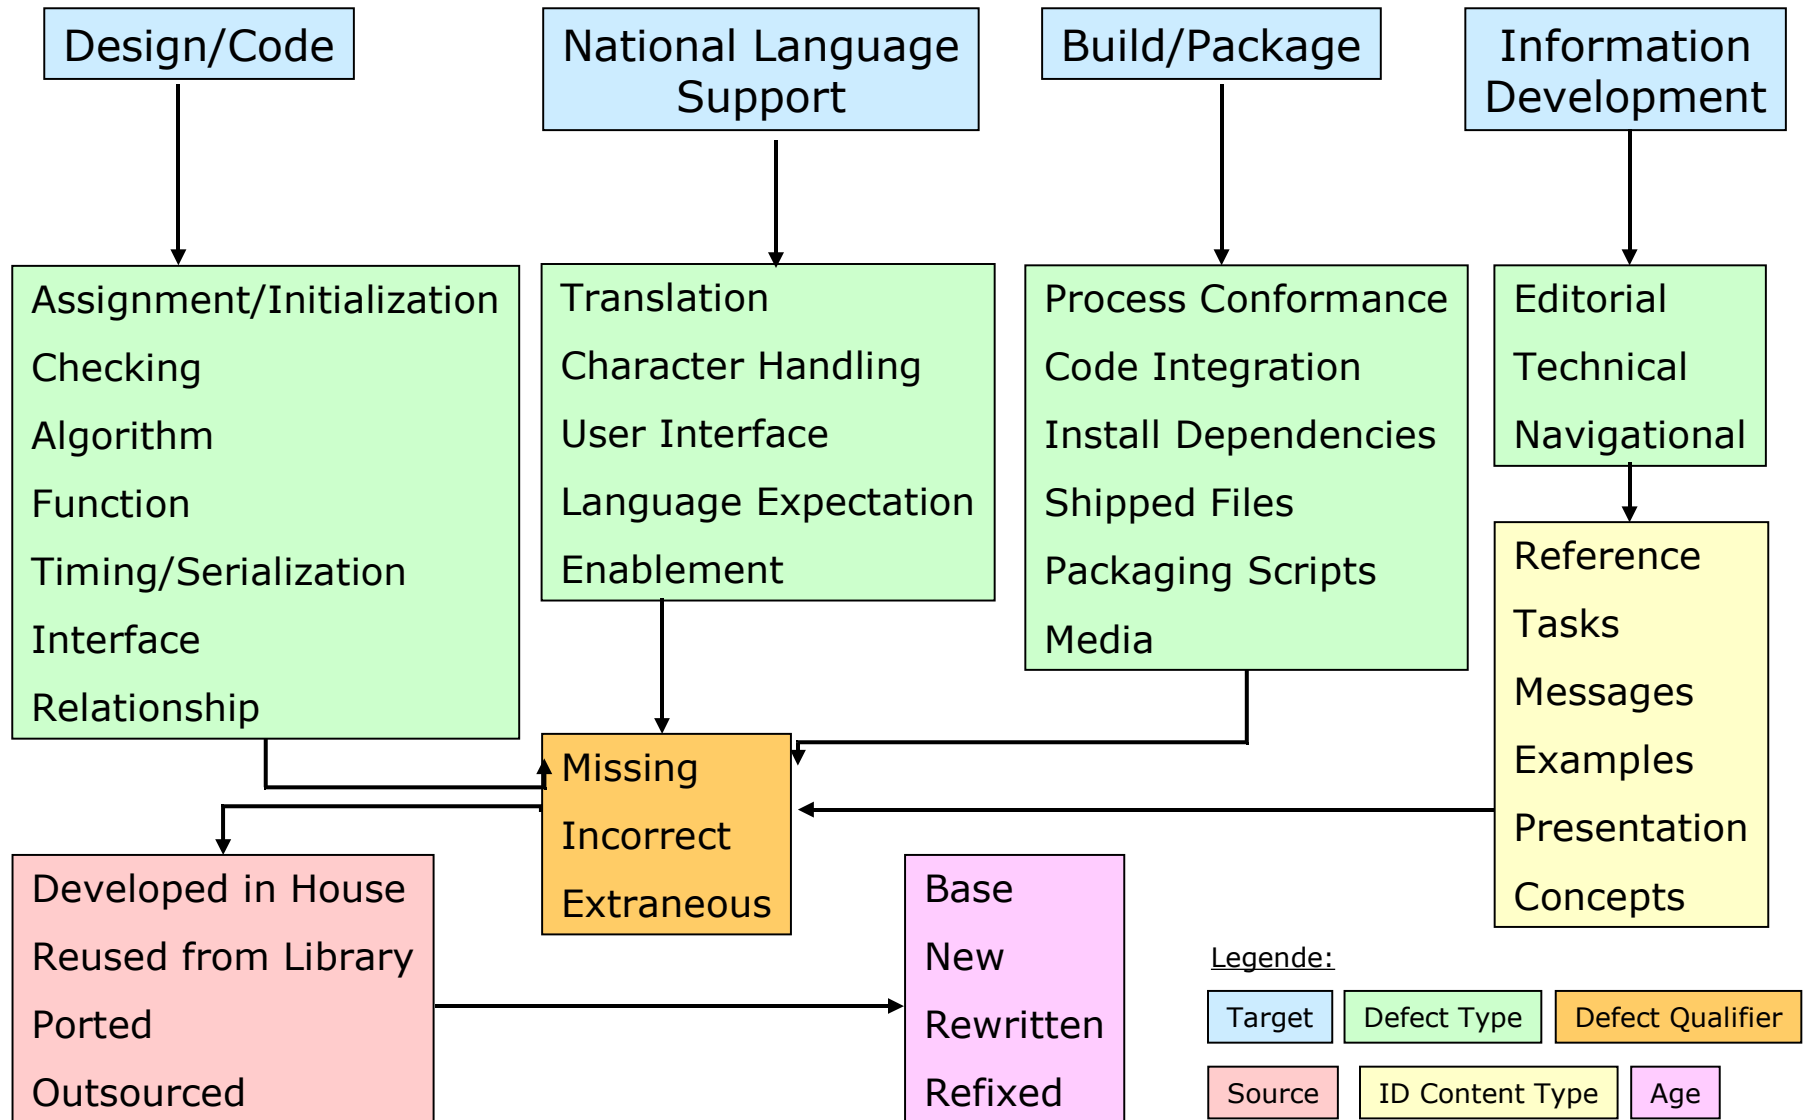 Design/Code
National Language
Support
Build/Package
Information
Development
Assignment/Initialization
Checking
Algorithm
Function
Timing/Serialization
Interface
Relationship
Translation
Character Handling
User Interface
Language Expectation
Enablement
Process Conformance
Code Integration
Install Dependencies
Shipped Files
Packaging Scripts
Media
Editorial
Technical
Navigational
Reference
Tasks
Messages
Examples
Presentation
Concepts
Missing
Incorrect
Extraneous
Developed in House
Reused from Library
Ported
Outsourced
Base
New
Rewritten
Refixed
Legende:
Target
Defect Type
Defect Qualifier
Source
ID Content Type
Age